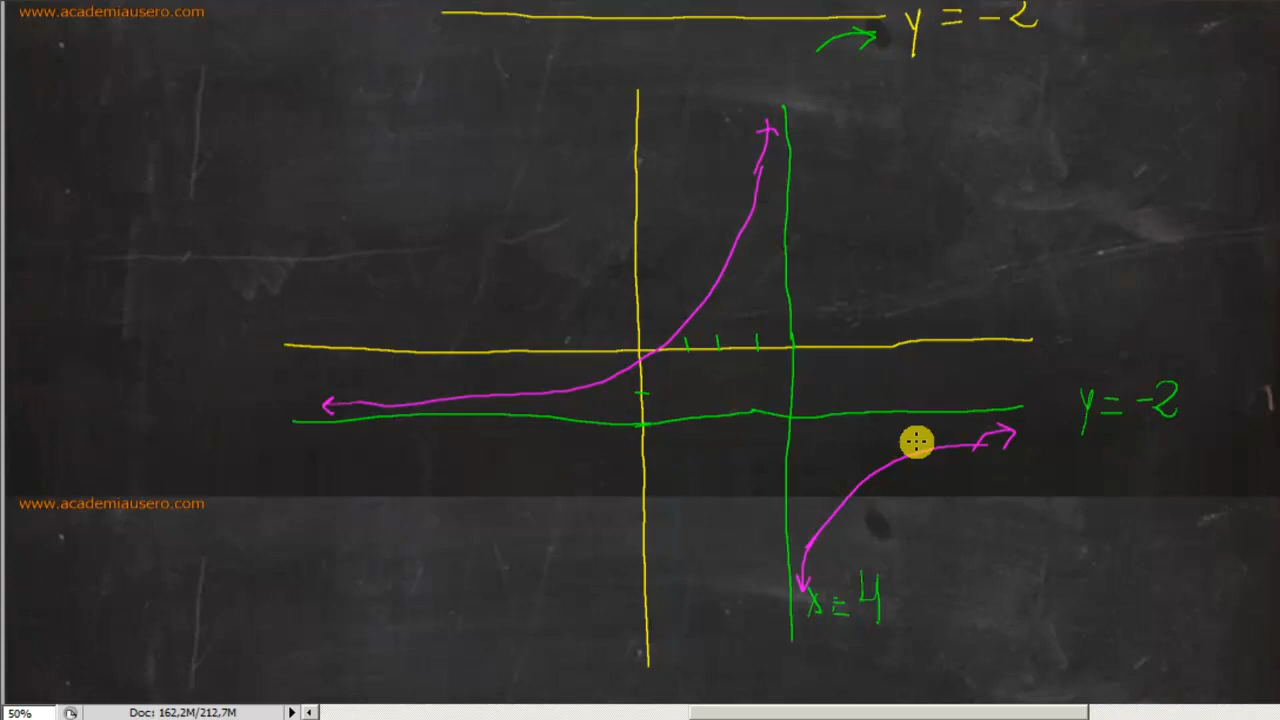 www.academiausero.com
y = -2
y = -2
www.academiausero.com
x = 4
50%
Doc: 162,2M/212,7M